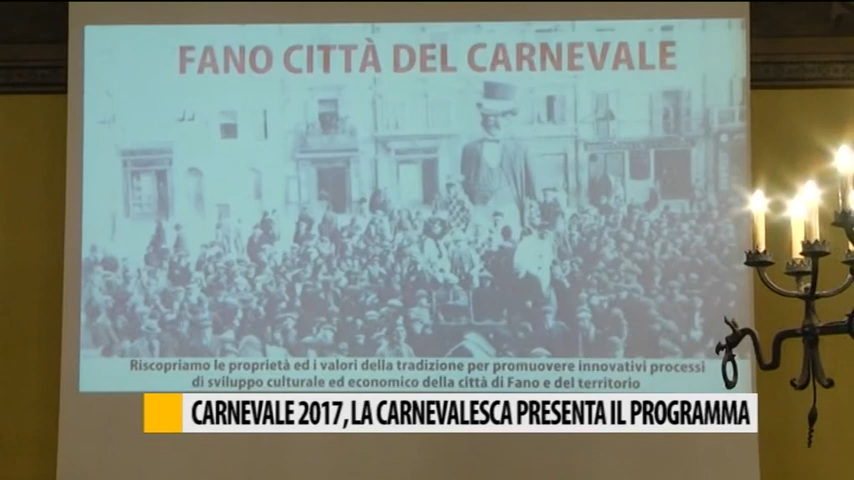 FANO CITTÀ DEL CARNEVALE
Riscopriamo le proprietà ed i valori della tradizione per promuovere innovativi processi
di sviluppo culturale ed economico della città di Fano e del territorio
CARNEVALE 2017, LA CARNEVALESCA PRESENTA IL PROGRAMMA